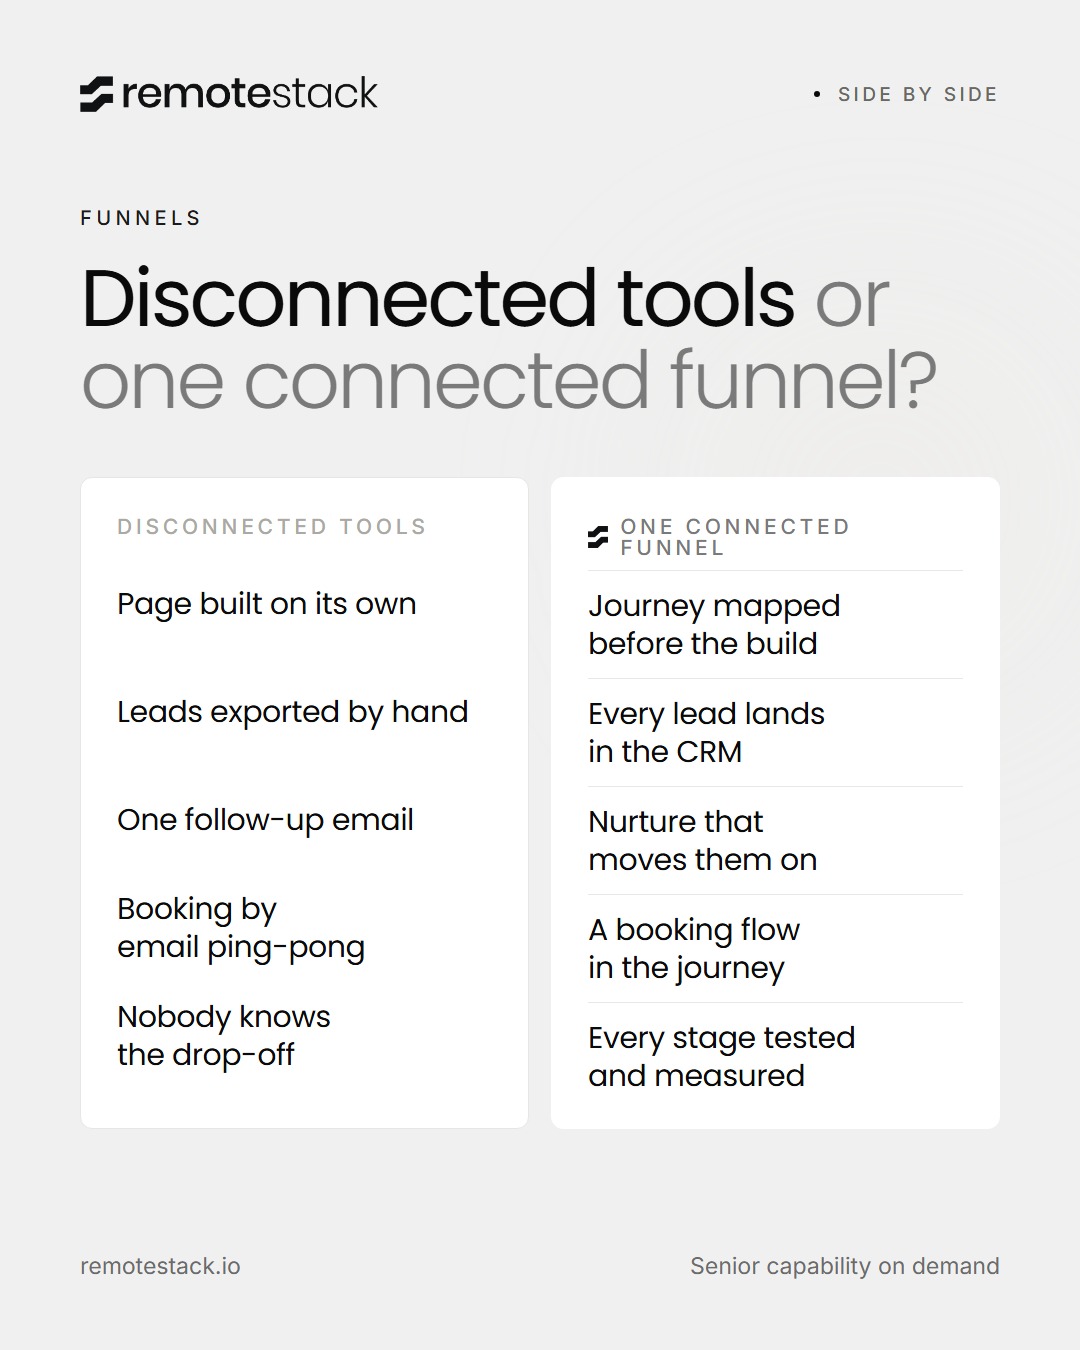 remotestack
• SIDE BY SIDE
FUNNELS
Disconnected tools or
one connected funnel?
DISCONNECTED TOOLS
Page built on its own
Leads exported by hand
One follow-up email
Booking by
email ping-pong
Nobody knows
the drop-off
ONE CONNECTED
FUNNEL
Journey mapped
before the build
Every lead lands
in the CRM
Nurture that
moves them on
A booking flow
in the journey
Every stage tested
and measured
remotestack.io
Senior capability on demand